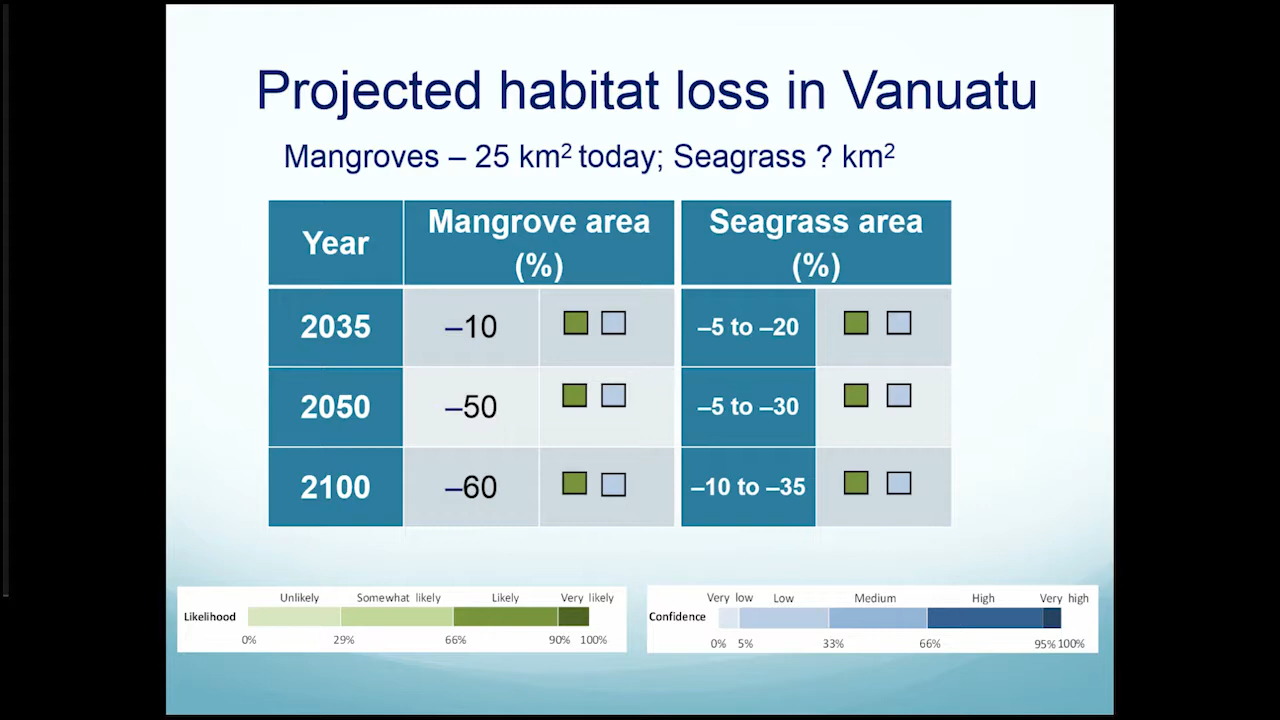 Projected habitat loss in Vanuatu
Mangroves – 25 km² today; Seagrass ? km²
Year Mangrove area (%) Seagrass area (%)
2035 –10 –5 to –20
2050 –50 –5 to –30
2100 –60 –10 to –35
Unlikely Somewhat likely Likely Very likely
Likelihood
0% 29% 66% 90% 100%
Very low Low Medium High Very high
Confidence
0% 5% 33% 66% 95% 100%